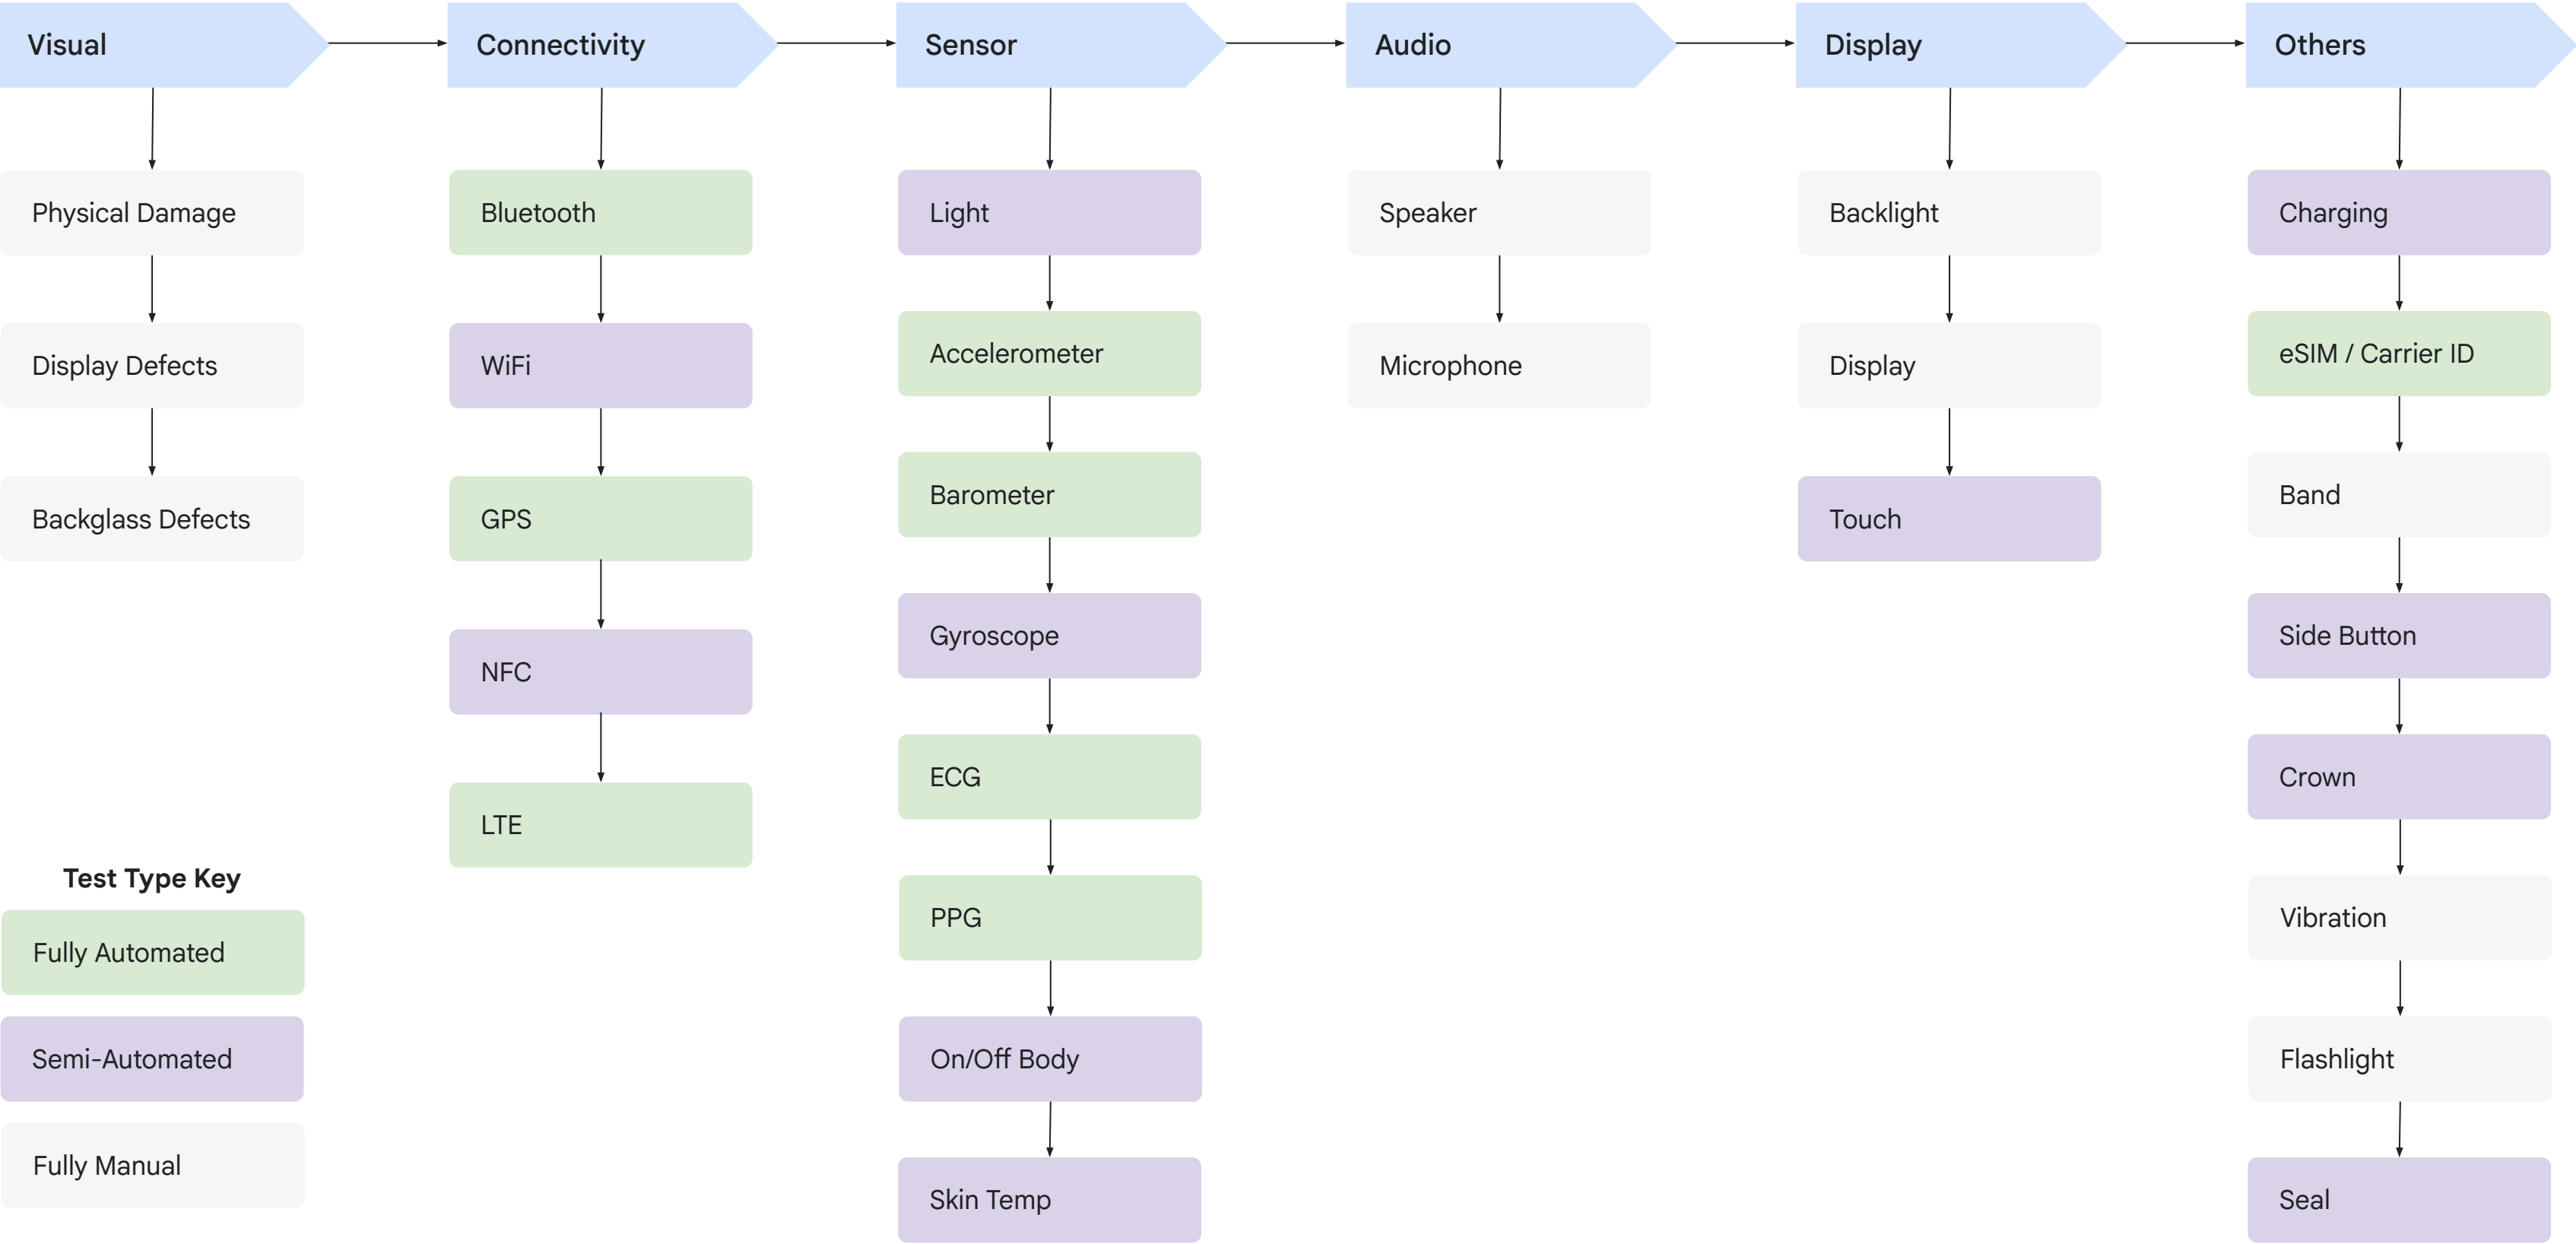 Visual
Connectivity
Sensor
Audio
Display
Others
Physical Damage
Display Defects
Backglass Defects
Bluetooth
WiFi
GPS
NFC
LTE
Light
Accelerometer
Barometer
Gyroscope
ECG
PPG
On/Off Body
Skin Temp
Speaker
Microphone
Backlight
Display
Touch
Charging
eSIM / Carrier ID
Band
Side Button
Crown
Vibration
Flashlight
Seal
Test Type Key
Fully Automated
Semi-Automated
Fully Manual